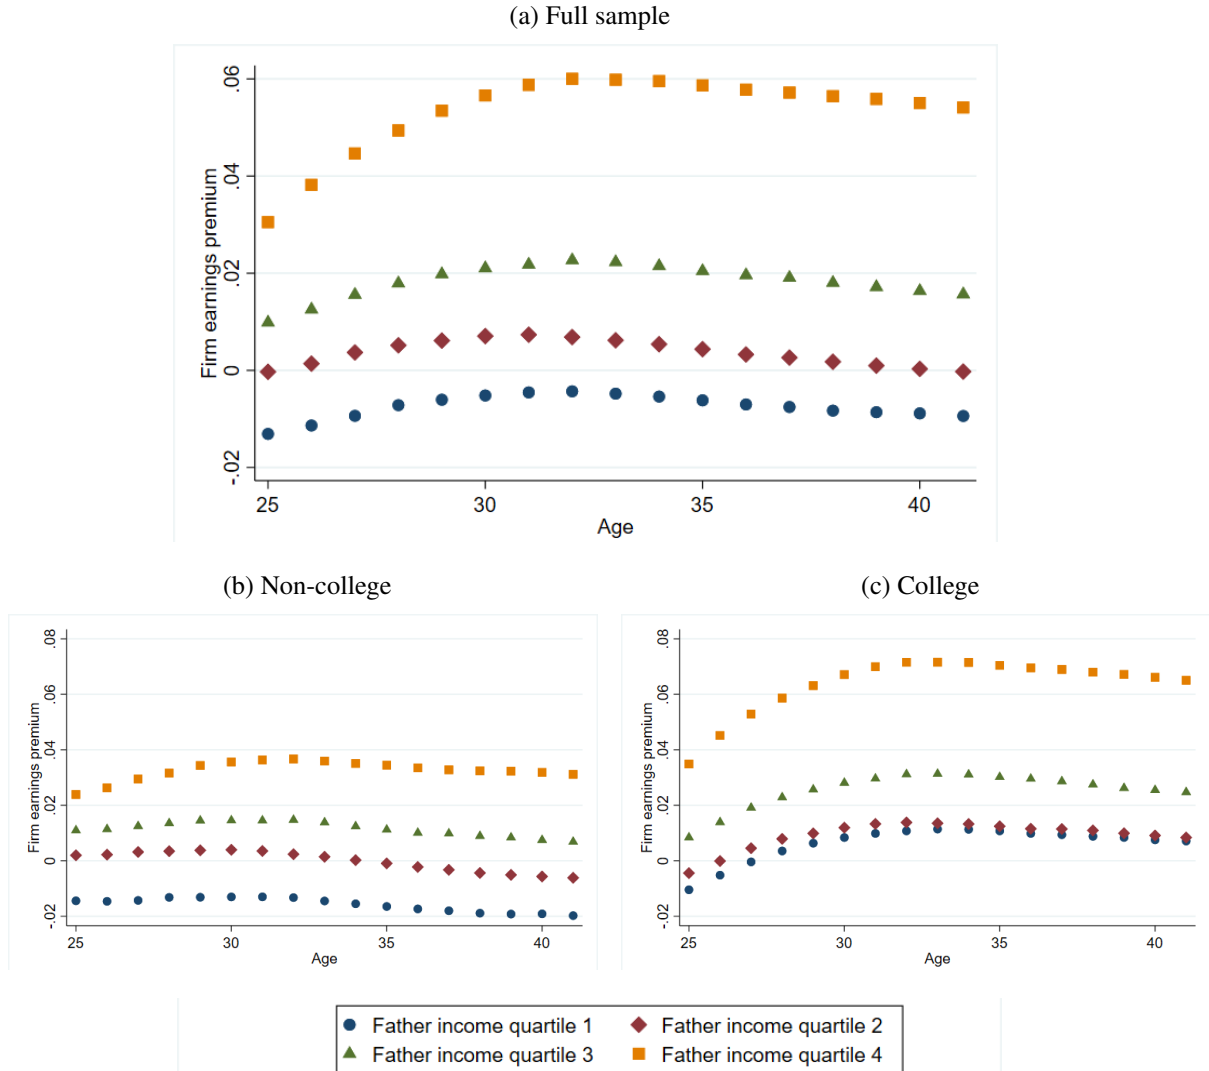 (a) Full sample
Firm earnings premium
.06
.04
.02
0
-.02
25 30 35 40
Age
(b) Non-college
Firm earnings premium
.08
.06
.04
.02
0
-.02
25 30 35 40
Age
(c) College
Firm earnings premium
.08
.06
.04
.02
0
-.02
25 30 35 40
Age
Father income quartile 1 Father income quartile 2
Father income quartile 3 Father income quartile 4